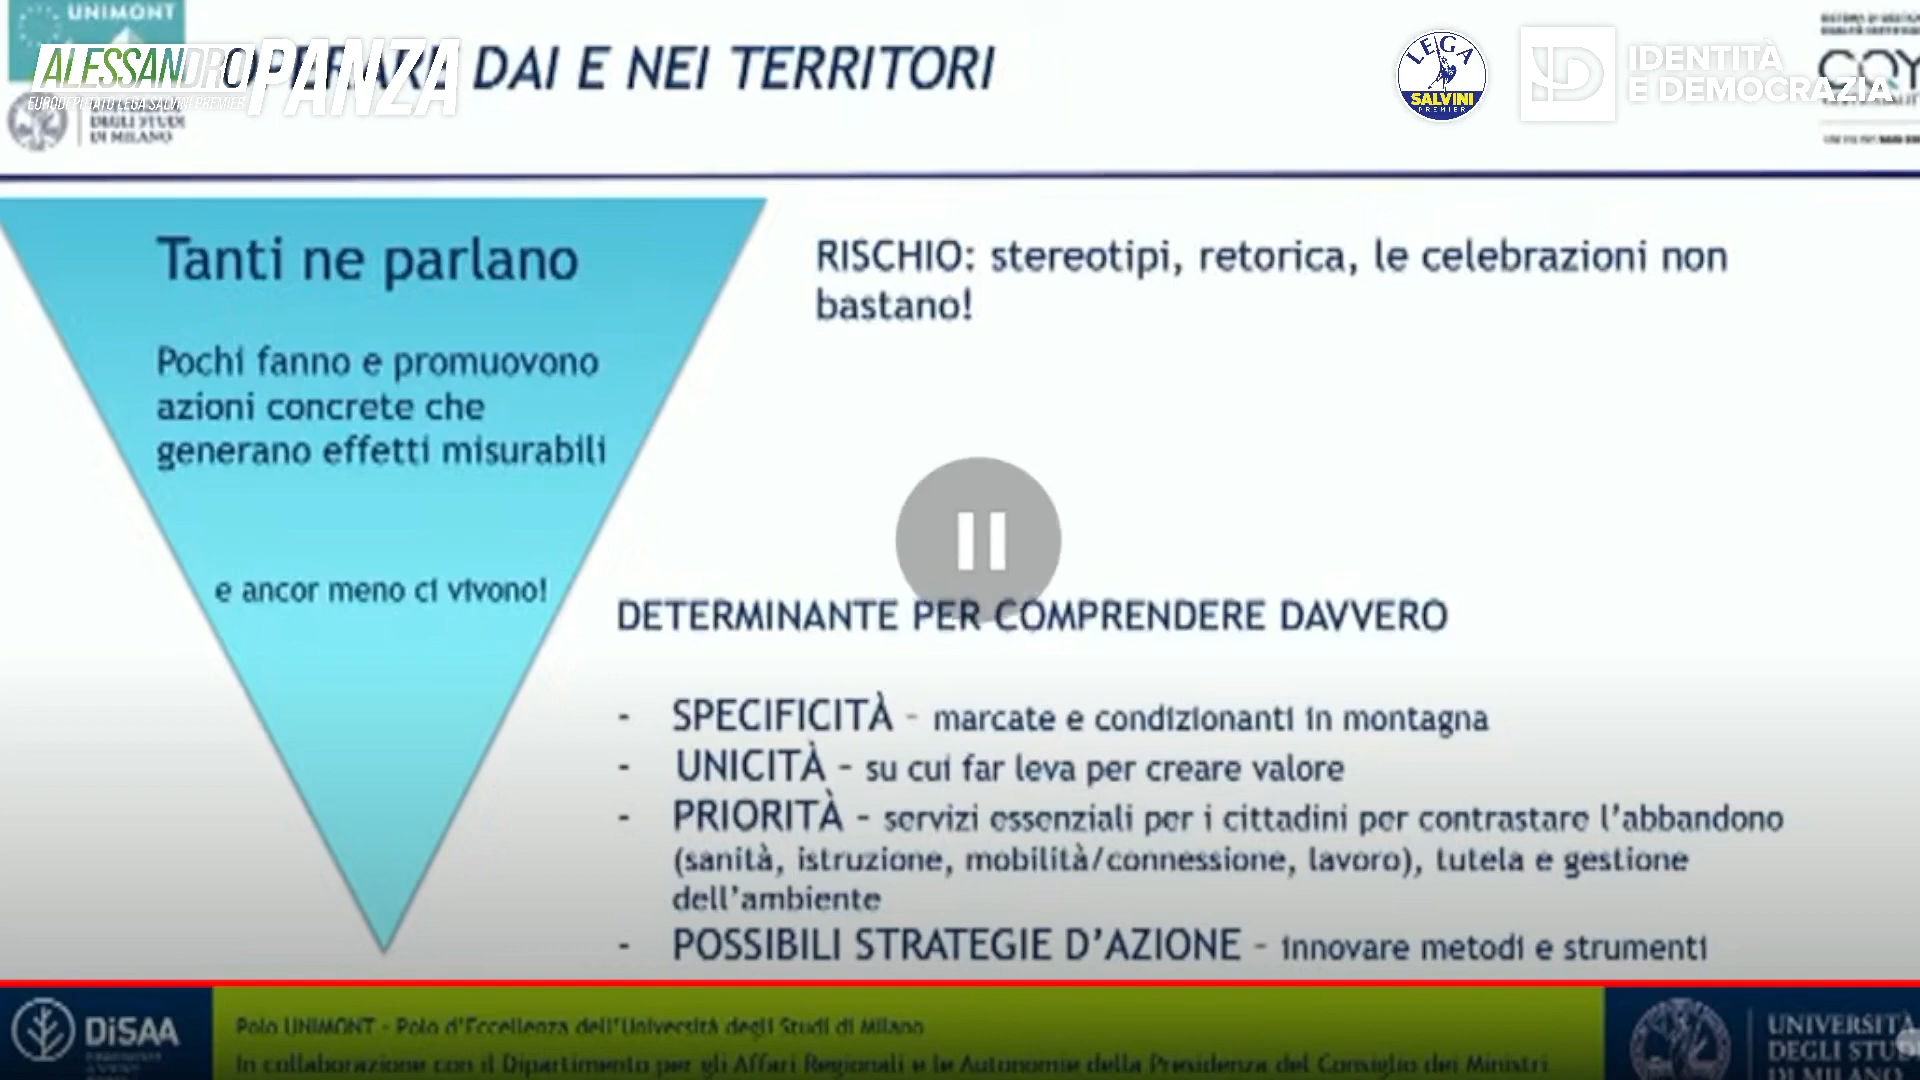 UNIMONT
ALESSANDRO PANZA
EURODEPUTATO LEGA SALVINI PREMIER
OPERARE DAI E NEI TERRITORI
DEGLI STUDI
DI MILANO
LEGA
SALVINI
PREMIER
IDENTITÀ
E DEMOCRAZIA
Tanti ne parlano
Pochi fanno e promuovono
azioni concrete che
generano effetti misurabili
e ancor meno ci vivono!
RISCHIO: stereotipi, retorica, le celebrazioni non
bastano!
DETERMINANTE PER COMPRENDERE DAVVERO
- SPECIFICITÀ – marcate e condizionanti in montagna
- UNICITÀ – su cui far leva per creare valore
- PRIORITÀ – servizi essenziali per i cittadini per contrastare l'abbandono
(sanità, istruzione, mobilità/connessione, lavoro), tutela e gestione
dell'ambiente
- POSSIBILI STRATEGIE D'AZIONE – innovare metodi e strumenti
DiSAA
Polo UNIMONT - Polo d'Eccellenza dell'Università degli Studi di Milano
In collaborazione con il Dipartimento per gli Affari Regionali e le Autonomie della Presidenza del Consiglio dei Ministri
UNIVERSITÀ
DEGLI STUDI
DI MILANO